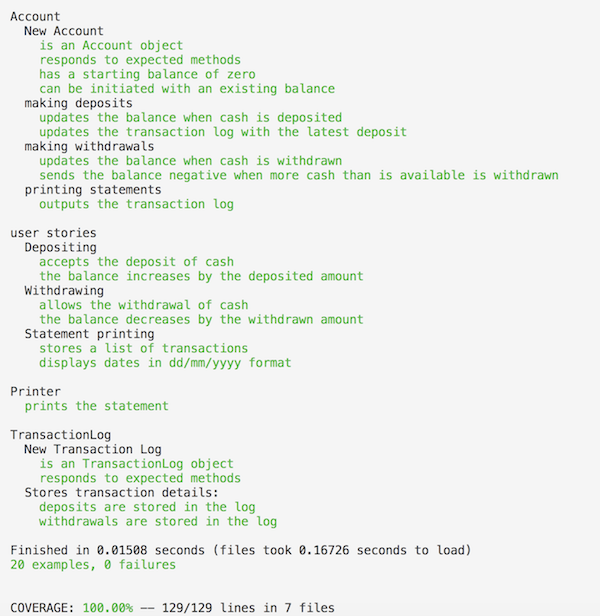 Account
New Account
is an Account object
responds to expected methods
has a starting balance of zero
can be initiated with an existing balance
making deposits
updates the balance when cash is deposited
updates the transaction log with the latest deposit
making withdrawals
updates the balance when cash is withdrawn
sends the balance negative when more cash than is available is withdrawn
printing statements
outputs the transaction log
user stories
Depositing
accepts the deposit of cash
the balance increases by the deposited amount
Withdrawing
allows the withdrawal of cash
the balance decreases by the withdrawn amount
Statement printing
stores a list of transactions
displays dates in dd/mm/yyyy format
Printer
prints the statement
TransactionLog
New Transaction Log
is an TransactionLog object
responds to expected methods
Stores transaction details:
deposits are stored in the log
withdrawals are stored in the log
Finished in 0.01508 seconds (files took 0.16726 seconds to load)
20 examples, 0 failures
COVERAGE: 100.00% -- 129/129 lines in 7 files